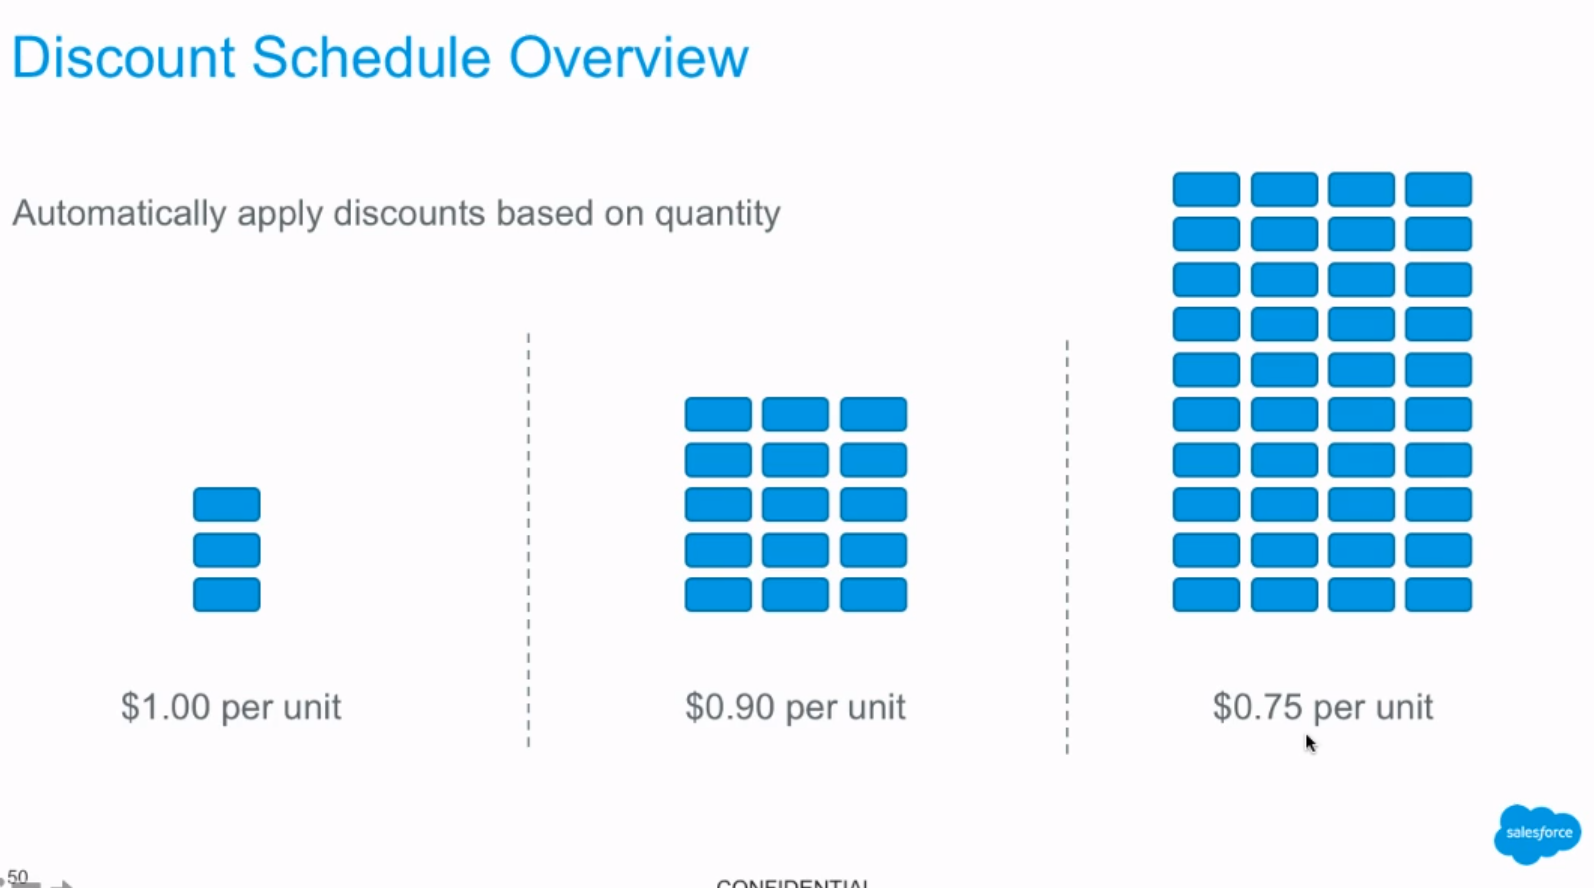 Discount Schedule Overview
Automatically apply discounts based on quantity
$1.00 per unit
$0.90 per unit
$0.75 per unit
salesforce
50
CONFIDENTIAL